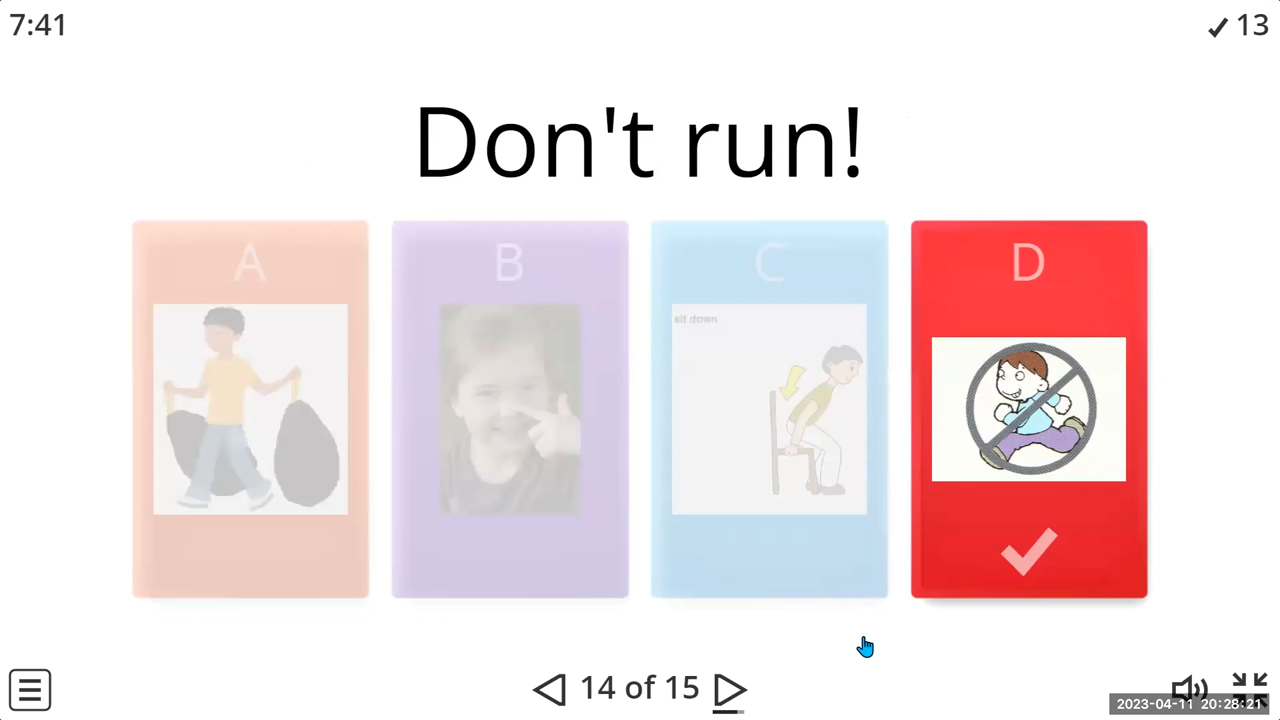 7:41
13
Don't run!
A
B
C
D
sit down
14 of 15
2023-04-11 20:28:21